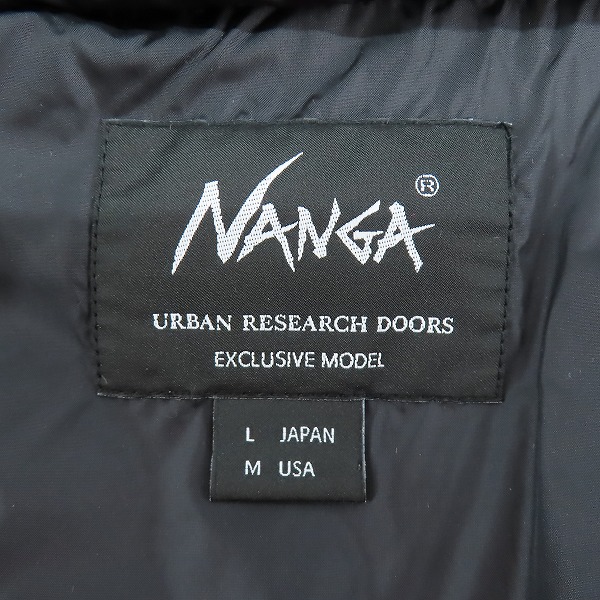 NANGA®
URBAN RESEARCH DOORS
EXCLUSIVE MODEL
L JAPAN
M USA